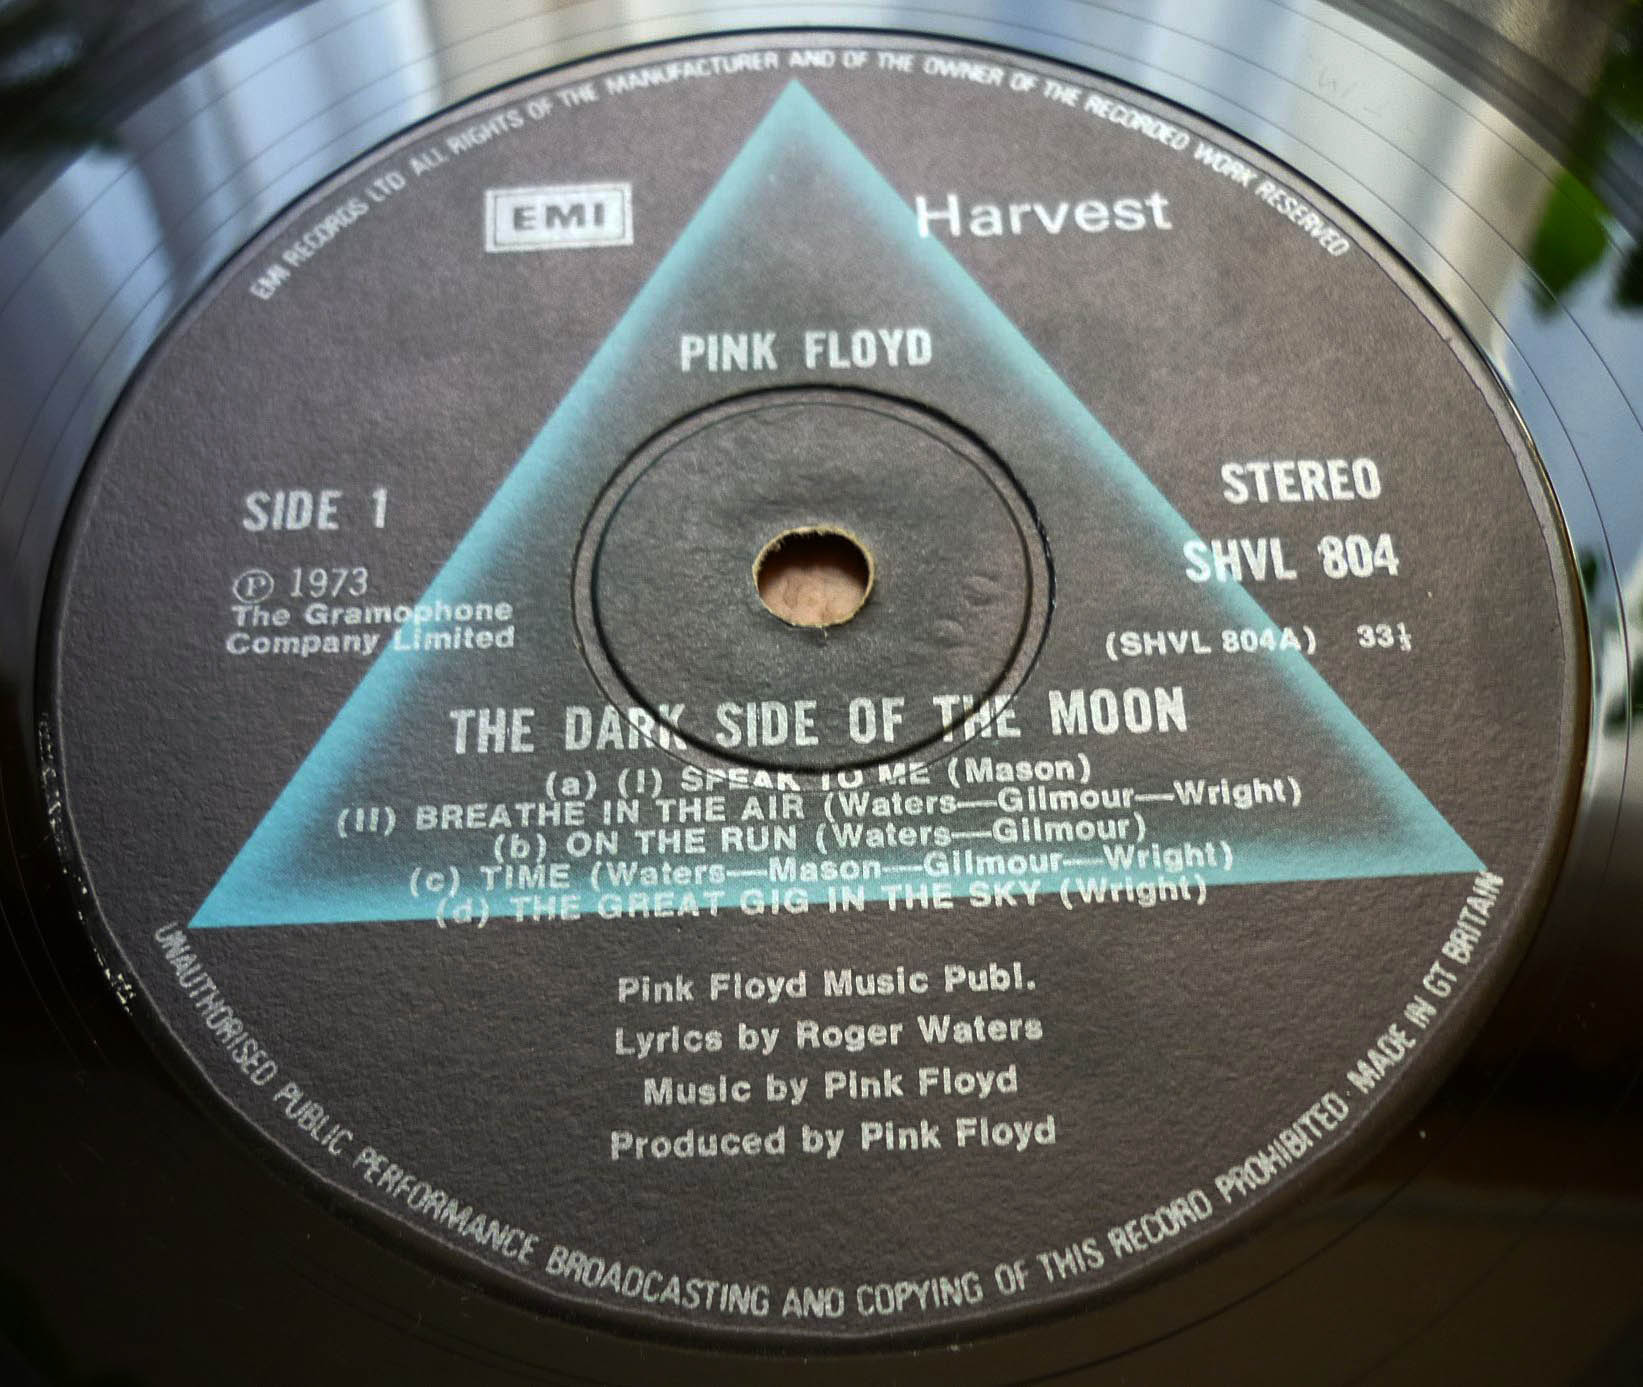 EMI RECORDS LTD ALL RIGHTS OF THE MANUFACTURER AND OF THE OWNER OF THE RECORDED WORK RESERVED
EMI
Harvest
PINK FLOYD
SIDE 1
STEREO
SHVL 804
Ⓟ 1973
The Gramophone
Company Limited
(SHVL 804A) 33⅓
THE DARK SIDE OF THE MOON
(a) (I) SPEAK TO ME (Mason)
(II) BREATHE IN THE AIR (Waters—Gilmour—Wright)
(b) ON THE RUN (Waters—Gilmour)
(c) TIME (Waters—Mason—Gilmour—Wright)
(d) THE GREAT GIG IN THE SKY (Wright)
Pink Floyd Music Publ.
Lyrics by Roger Waters
Music by Pink Floyd
Produced by Pink Floyd
UNAUTHORISED PUBLIC PERFORMANCE BROADCASTING AND COPYING OF THIS RECORD PROHIBITED · MADE IN GT BRITAIN